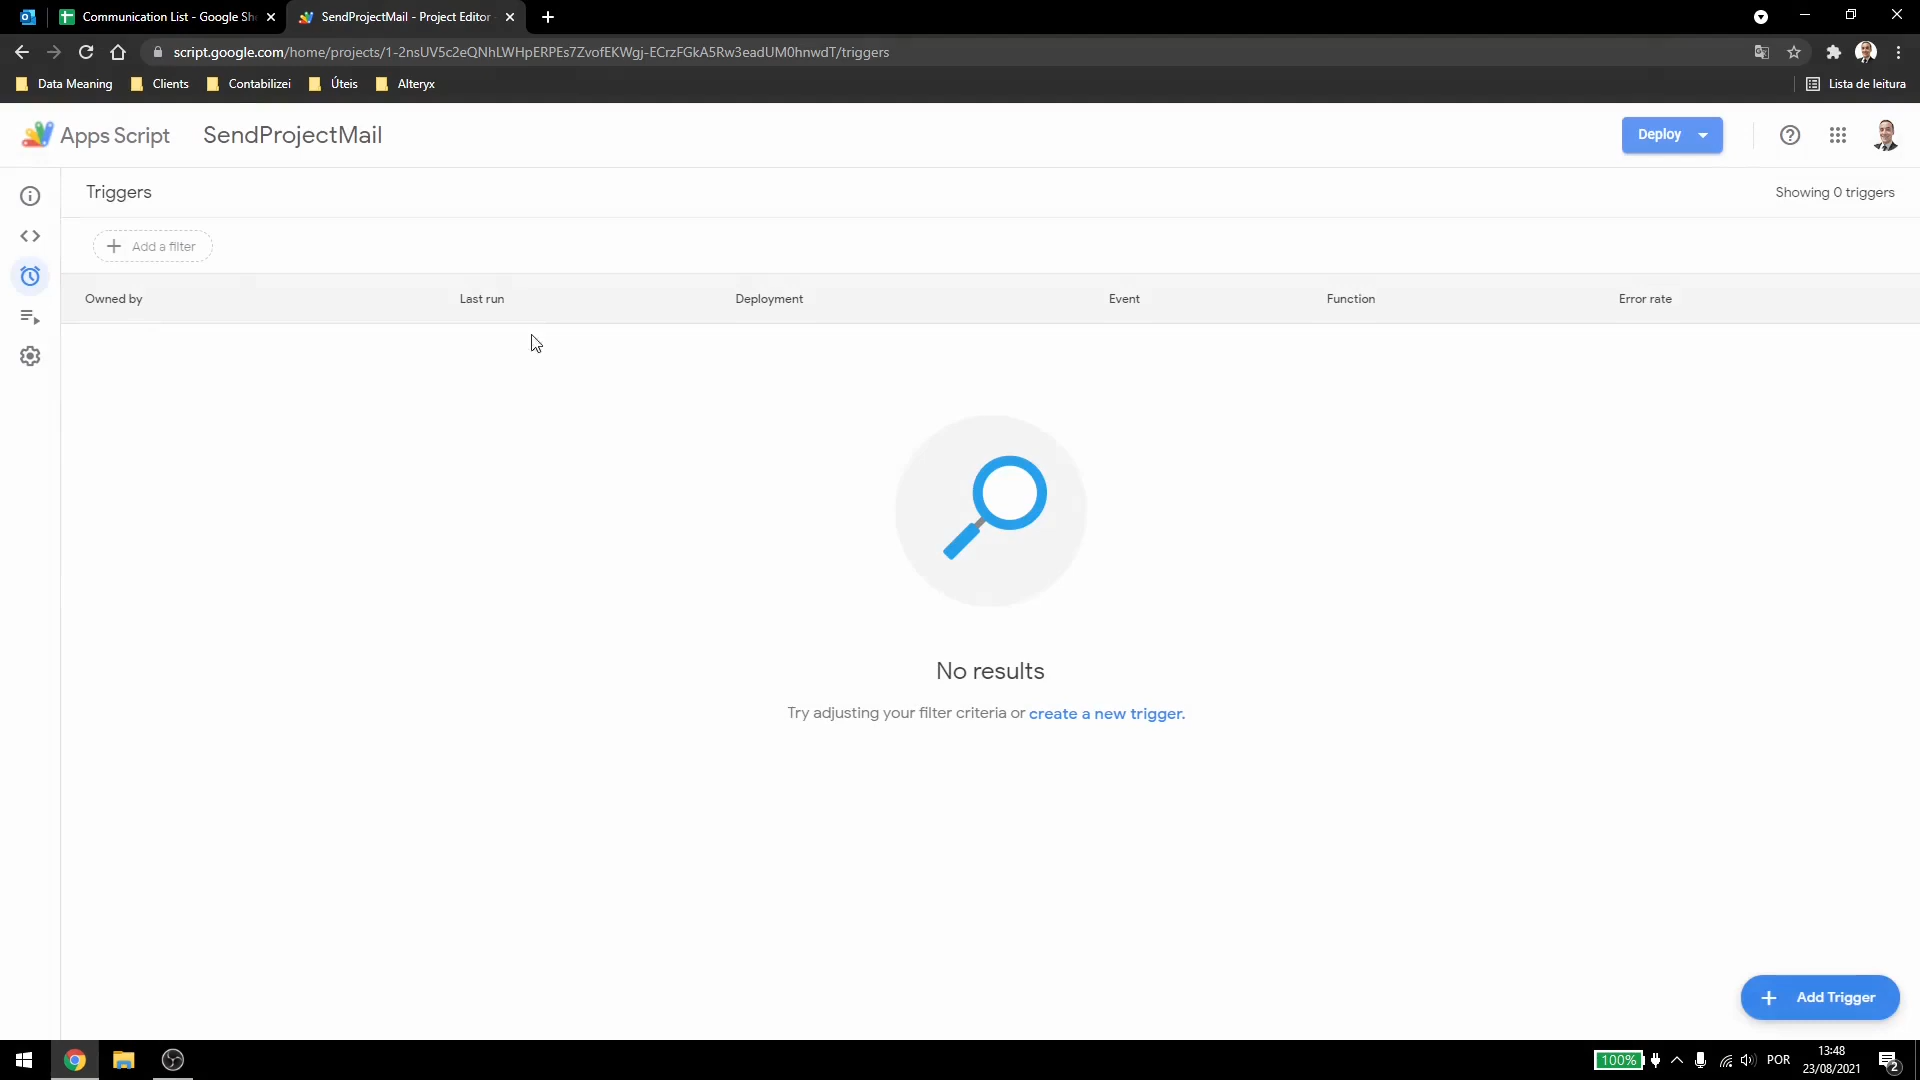 Communication List - Google She
SendProjectMail - Project Editor
script.google.com/home/projects/1-2nsUV5c2eQNhLWHpERPEs7ZvofEKWgj-ECrzFGkA5Rw3eadUM0hnwdT/triggers
Data Meaning
Clients
Contabilizei
Úteis
Alteryx
Lista de leitura
Apps Script
SendProjectMail
Deploy
Triggers
Showing 0 triggers
Add a filter
Owned by
Last run
Deployment
Event
Function
Error rate
No results
Try adjusting your filter criteria or create a new trigger.
Add Trigger
100%
POR
13:48
23/08/2021
2